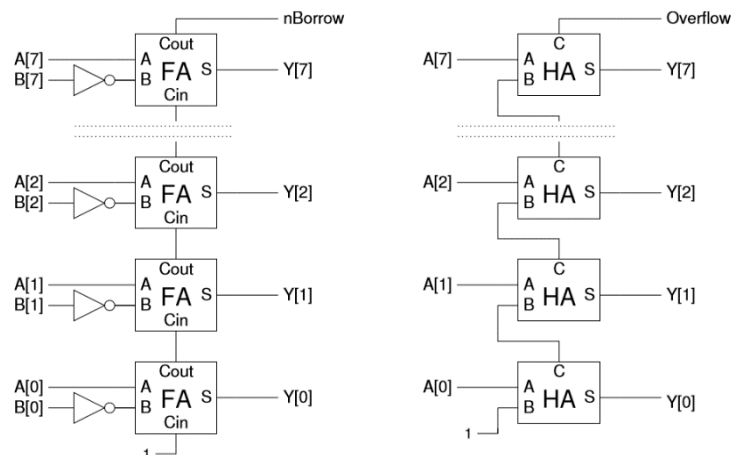 nBorrow
Cout
A[7] A
B[7] B FA S Y[7]
Cin
Cout
A[2] A
B[2] B FA S Y[2]
Cin
Cout
A[1] A
B[1] B FA S Y[1]
Cin
Cout
A[0] A
B[0] B FA S Y[0]
Cin
1
Overflow
C
A[7] A
B HA S Y[7]
C
A[2] A
B HA S Y[2]
C
A[1] A
B HA S Y[1]
C
A[0] A
B HA S Y[0]
1